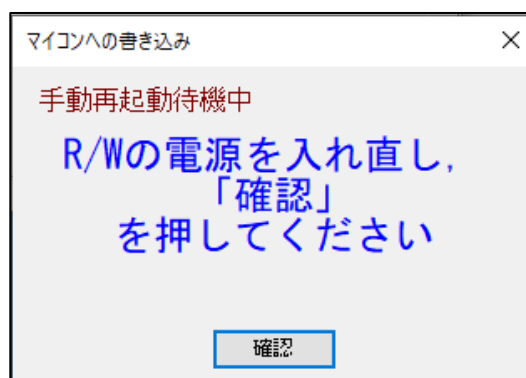 マイコンへの書き込み
手動再起動待機中
R/Wの電源を入れ直し,
「確認」
を押してください
確認